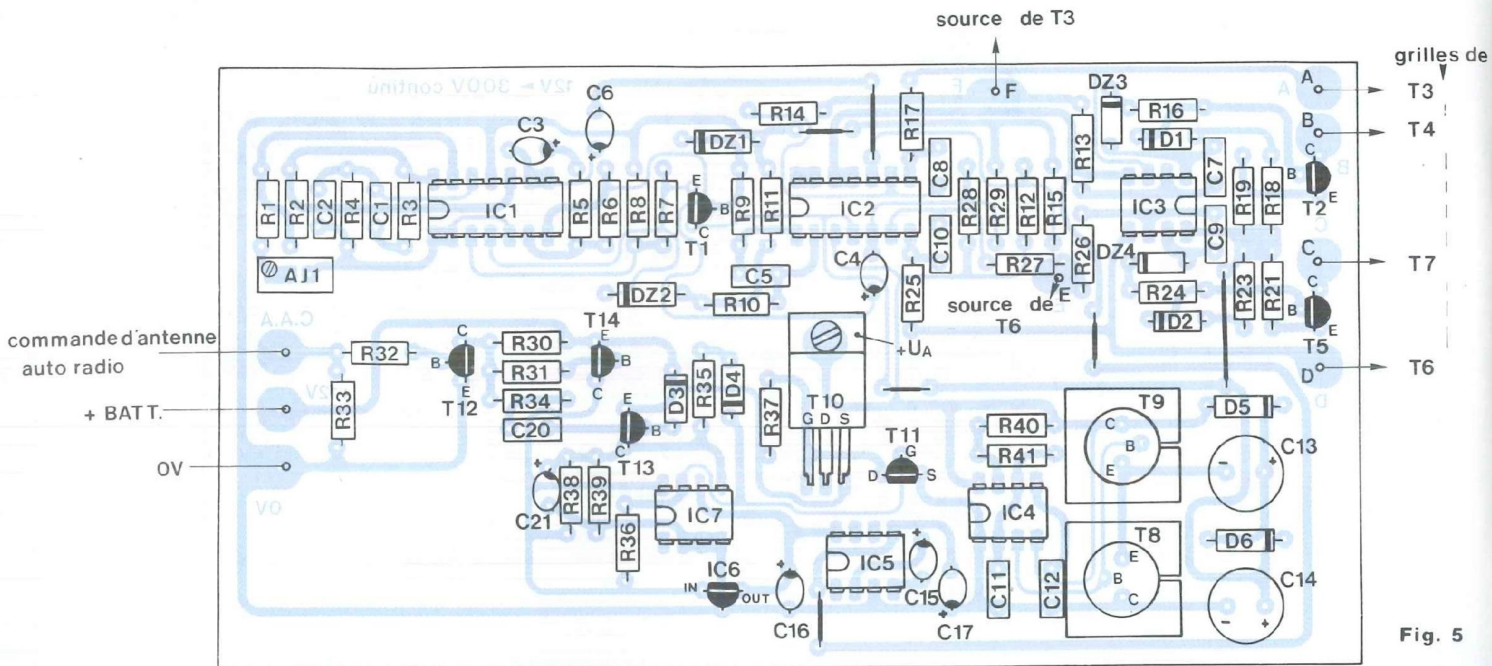 source de T3
grilles de
12V ► 300V continu
F
A
T3
B
T4
C6
C3
R14
DZ1
R17
C8
DZ3
R16
D1
R13
C7
R19
R18
C
B
E
T2
R1
R2
C2
R4
C1
R3
IC1
R5
R6
R8
R7
E
B
C
T1
R9
R11
IC2
R28
R29
R12
R15
IC3
C10
C9
R26
DZ4
C
T7
AJ1
DZ2
C5
R10
C4
R25
R27
source de
T6
E
R24
D2
R23
R21
C
B
E
T5
D
T6
C.A.A
commande d'antenne
auto radio
R32
C
B
E
T12
R30
R31
R34
C20
T14
E
B
C
+UA
12V
+ BATT.
R33
D3
R35
D4
R37
T10
G D S
E
B
C
T13
T11
G
D
S
R40
R41
T9
C
B
E
D5
C13
-
+
0V
0V
C21
R38
R39
R36
IC7
IC4
T8
E
B
C
D6
C14
-
+
IC6
IN
OUT
C16
IC5
C15
C17
C11
C12
Fig. 5